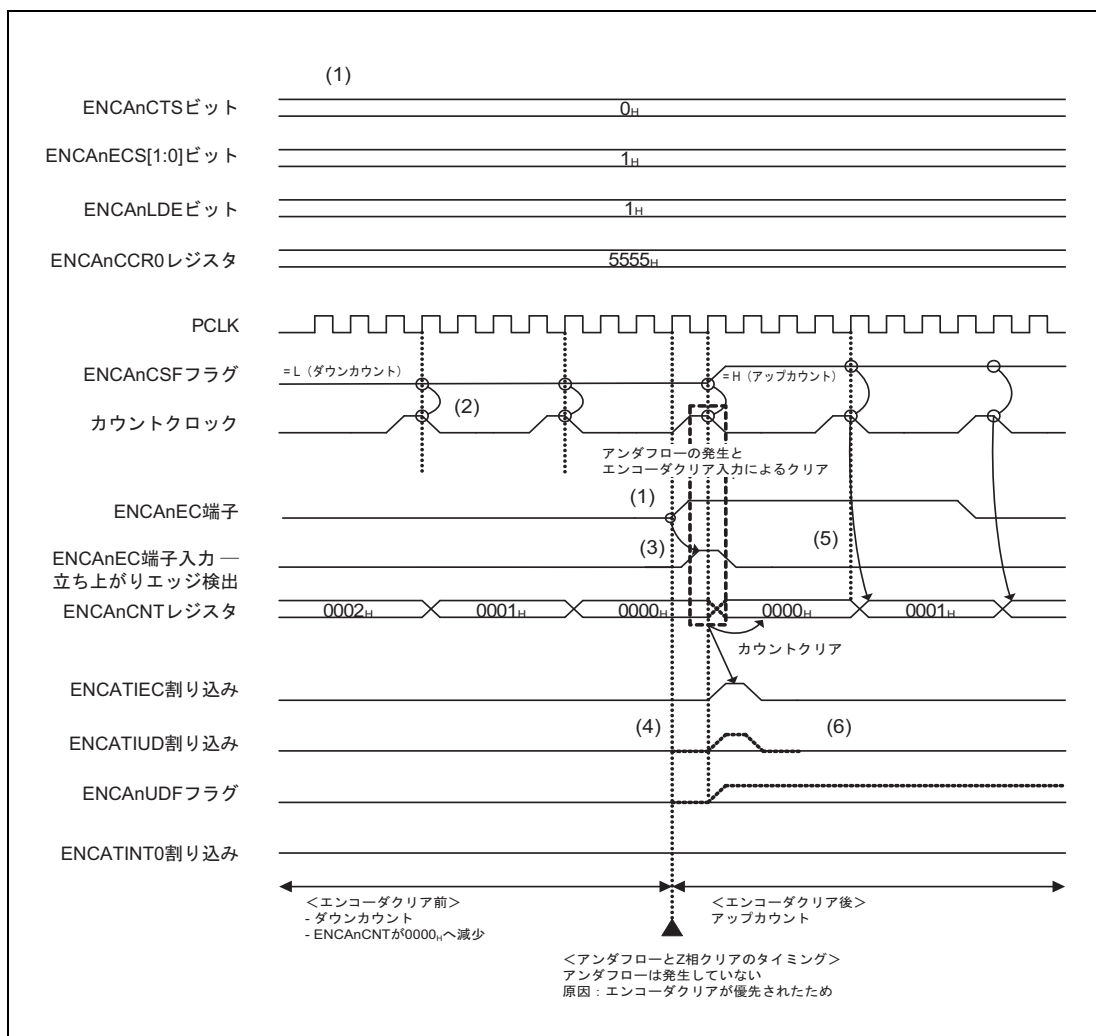 (1)
ENCAnCTSビット
0H
ENCAnECS[1:0]ビット
1H
ENCAnLDEビット
1H
ENCAnCCR0レジスタ
5555H
PCLK
ENCAnCSFフラグ
= L(ダウンカウント)
= H(アップカウント)
(2)
カウントクロック
アンダフローの発生と
エンコーダクリア入力によるクリア
(1)
ENCAnEC端子
(3)
(5)
ENCAnEC端子入力 ―
立ち上がりエッジ検出
ENCAnCNTレジスタ
0002H
0001H
0000H
0000H
0001H
カウントクリア
ENCATIEC割り込み
(4)
(6)
ENCATIUD割り込み
ENCAnUDFフラグ
ENCATINT0割り込み
<エンコーダクリア前>
- ダウンカウント
- ENCAnCNTが0000Hへ減少
<エンコーダクリア後>
アップカウント
<アンダフローとZ相クリアのタイミング>
アンダフローは発生していない
原因:エンコーダクリアが優先されたため